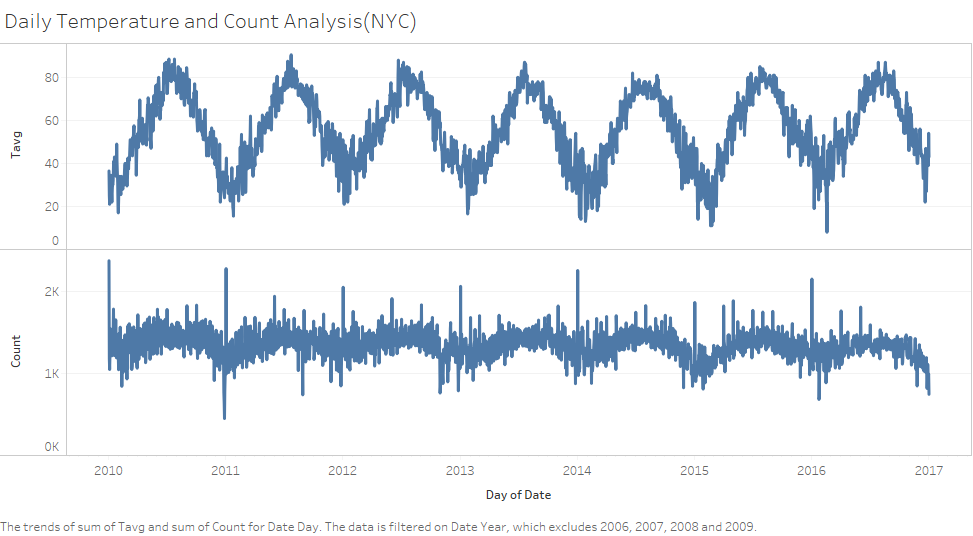 Daily Temperature and Count Analysis(NYC)
Tavg
80
60
40
20
0
Count
2K
1K
0K
2010 2011 2012 2013 2014 2015 2016 2017
Day of Date
The trends of sum of Tavg and sum of Count for Date Day. The data is filtered on Date Year, which excludes 2006, 2007, 2008 and 2009.